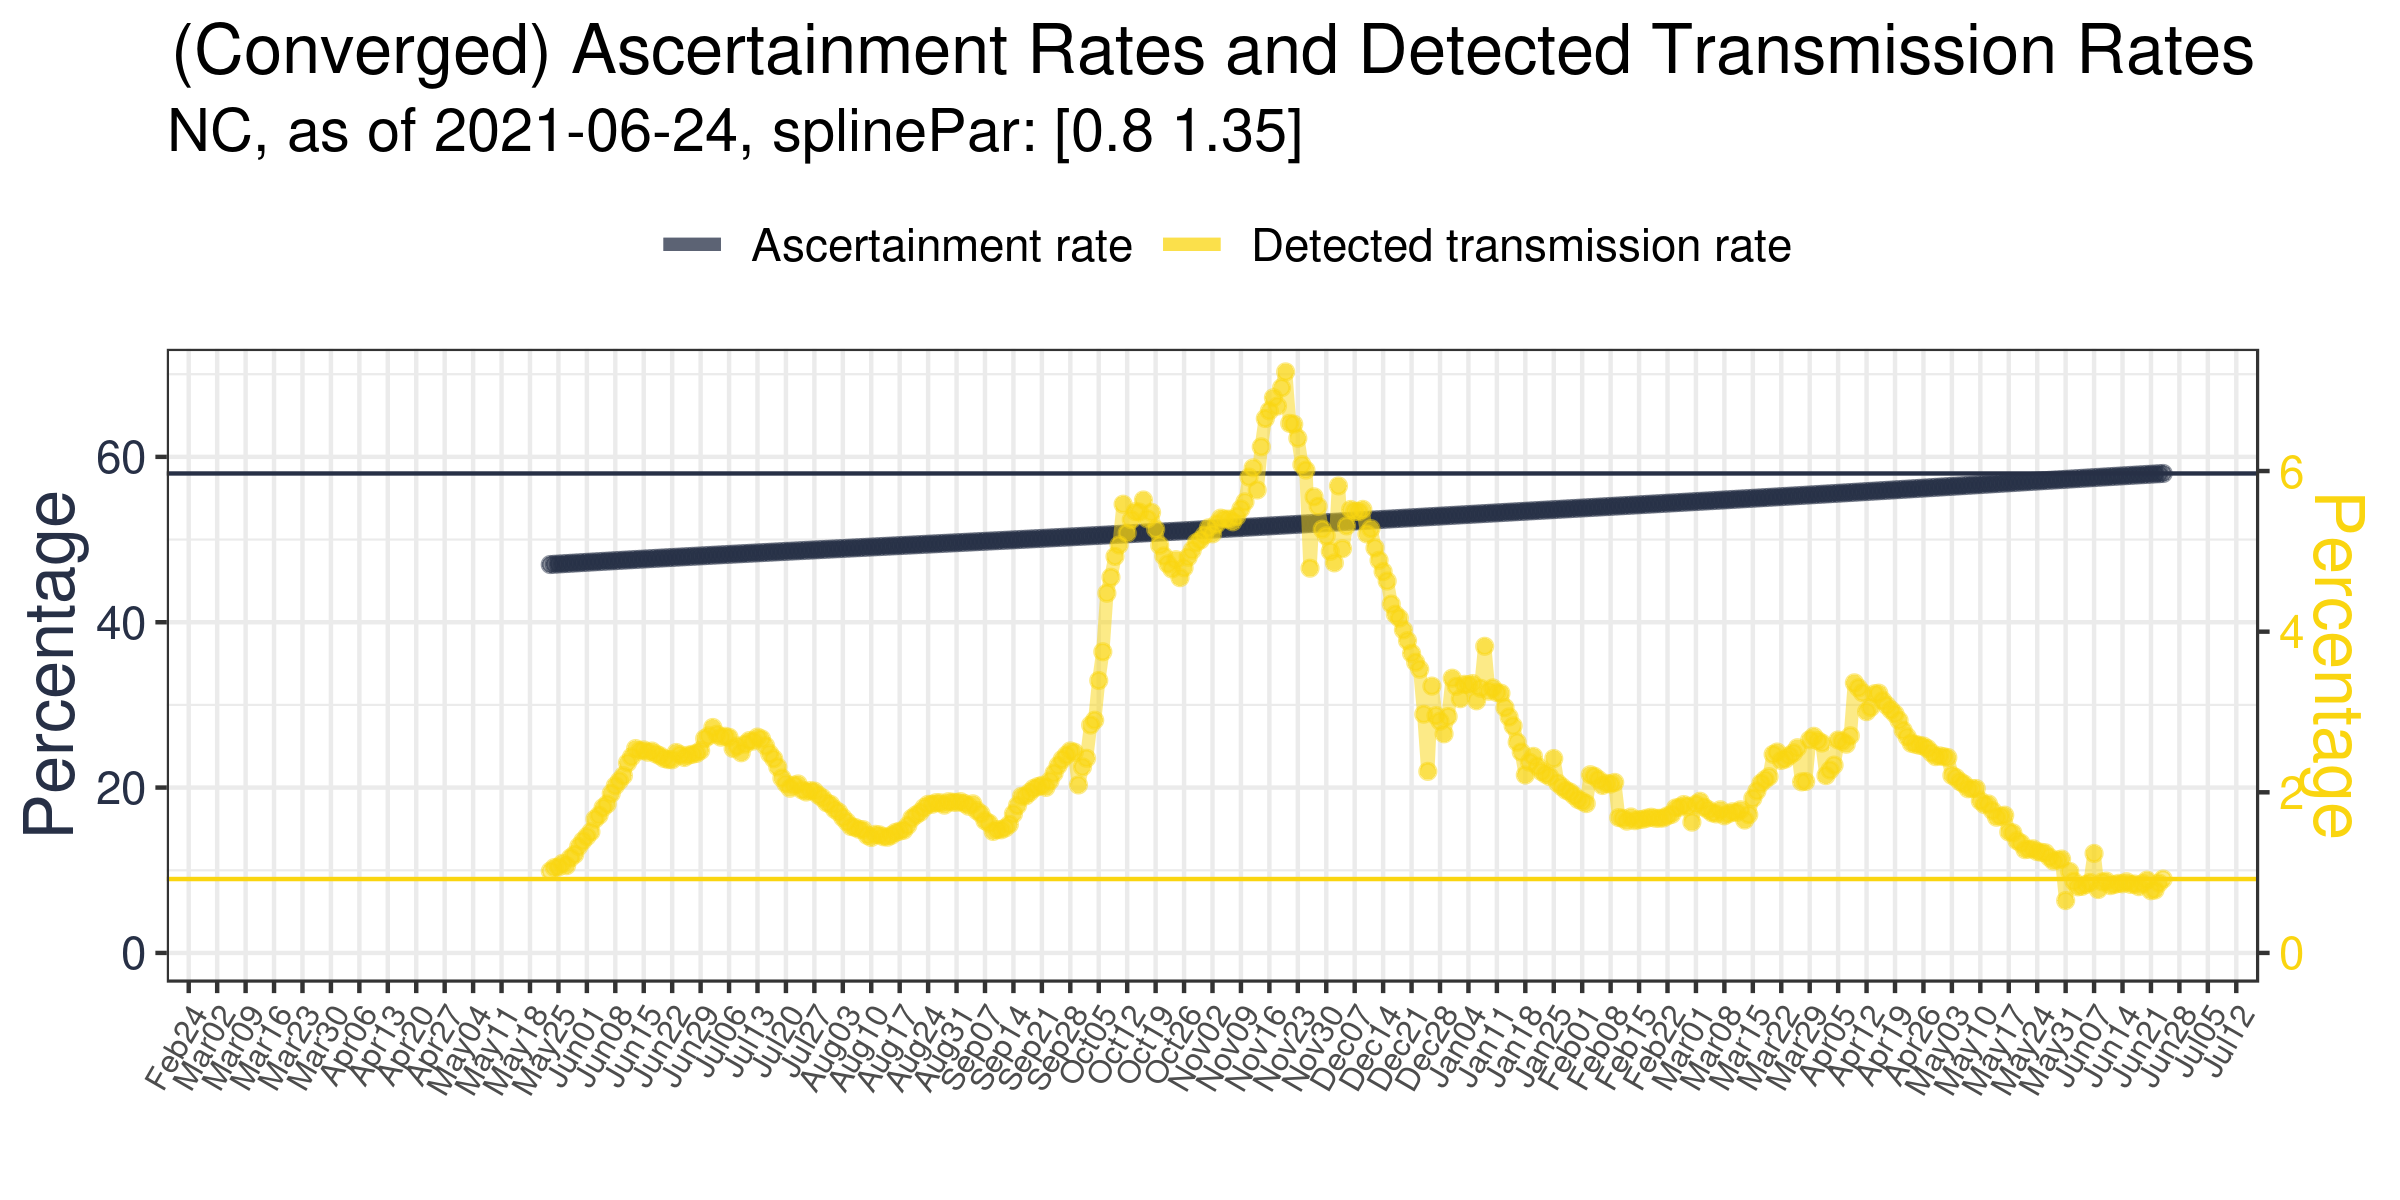 (Converged) Ascertainment Rates and Detected Transmission Rates
NC, as of 2021-06-24, splinePar: [0.8 1.35]
Ascertainment rate Detected transmission rate
Percentage
60
40
20
0
6
4
2
0
Percentage
Feb24 Mar02 Mar09 Mar16 Mar23 Mar30 Apr06 Apr13 Apr20 Apr27 May04 May11 May18 May25 Jun01 Jun08 Jun15 Jun22 Jun29 Jul06 Jul13 Jul20 Jul27 Aug03 Aug10 Aug17 Aug24 Aug31 Sep07 Sep14 Sep21 Sep28 Oct05 Oct12 Oct19 Oct26 Nov02 Nov09 Nov16 Nov23 Nov30 Dec07 Dec14 Dec21 Dec28 Jan04 Jan11 Jan18 Jan25 Feb01 Feb08 Feb15 Feb22 Mar01 Mar08 Mar15 Mar22 Mar29 Apr05 Apr12 Apr19 Apr26 May03 May10 May17 May24 May31 Jun07 Jun14 Jun21 Jun28 Jul05 Jul12